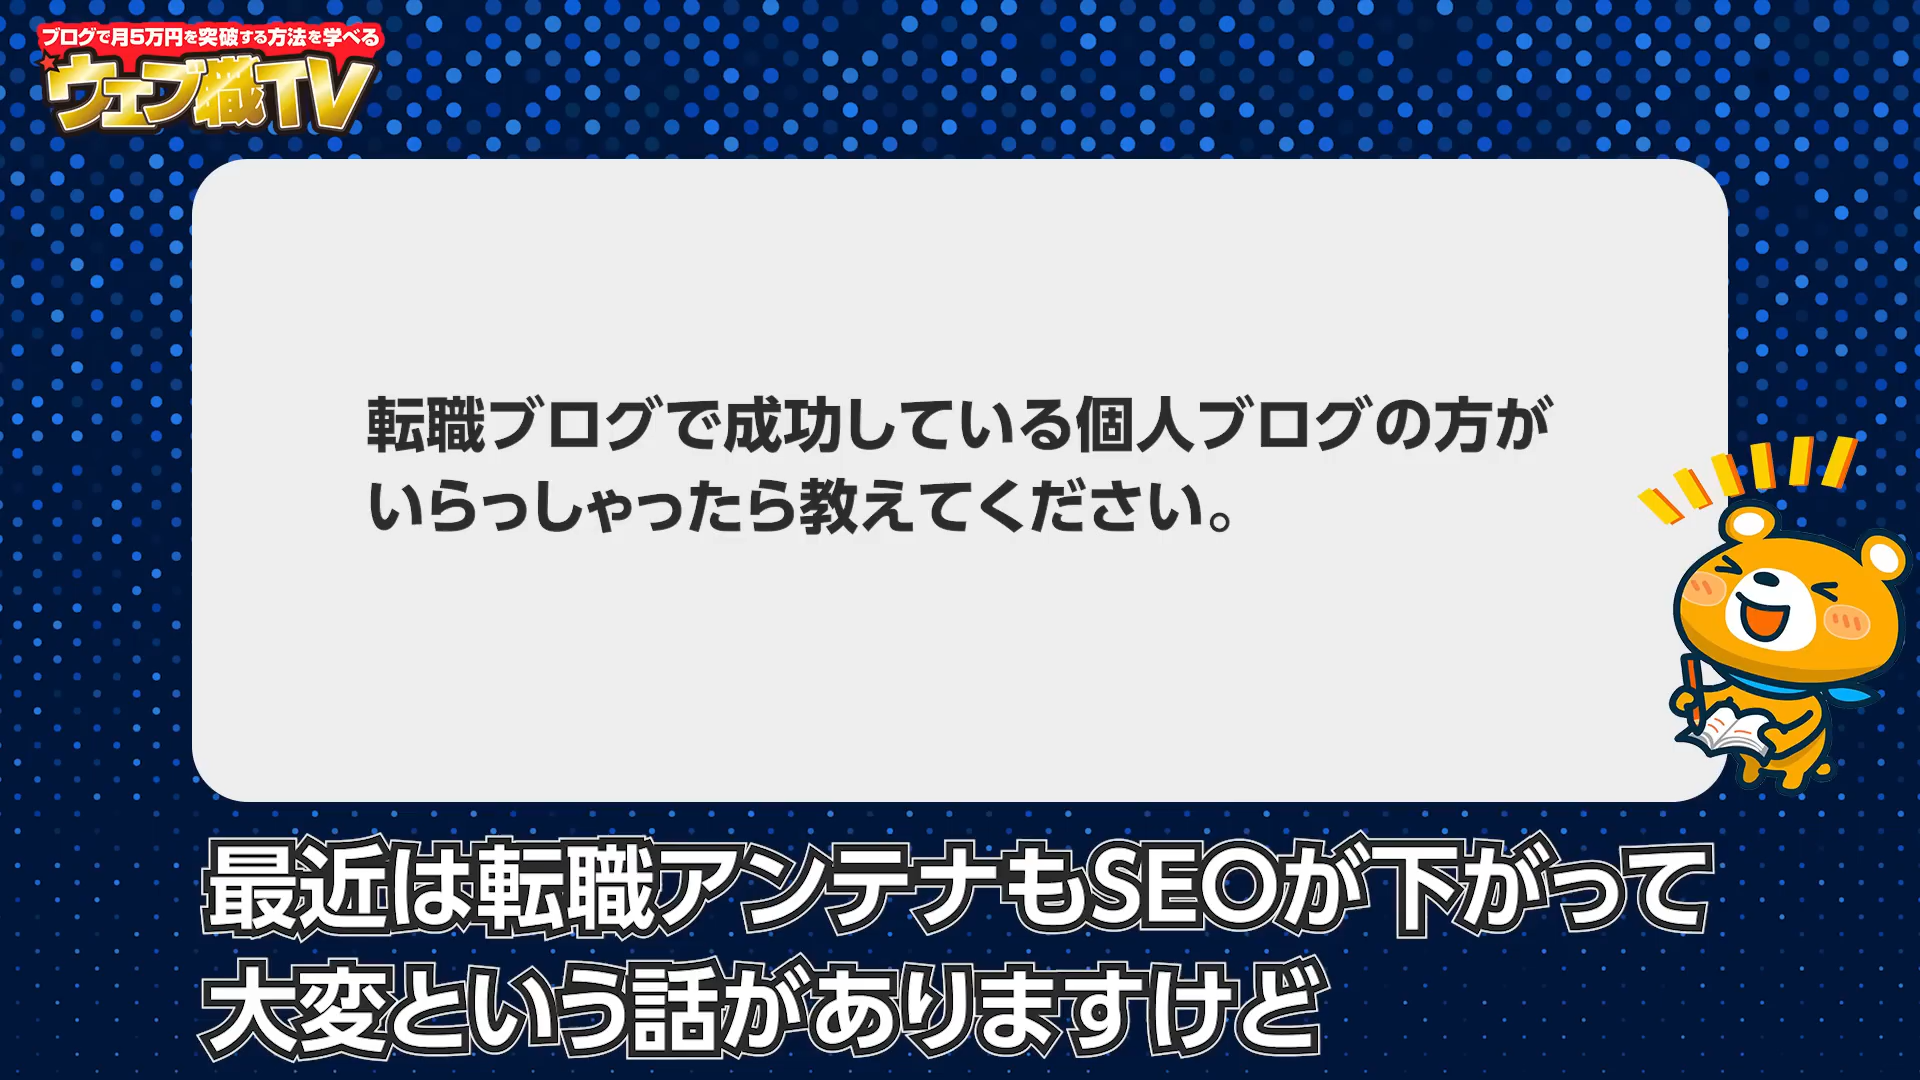 ブログで月5万円を突破する方法を学べる
ウェブ職TV
転職ブログで成功している個人ブログの方が
いらっしゃったら教えてください。
最近は転職アンテナもSEOが下がって
大変という話がありますけど